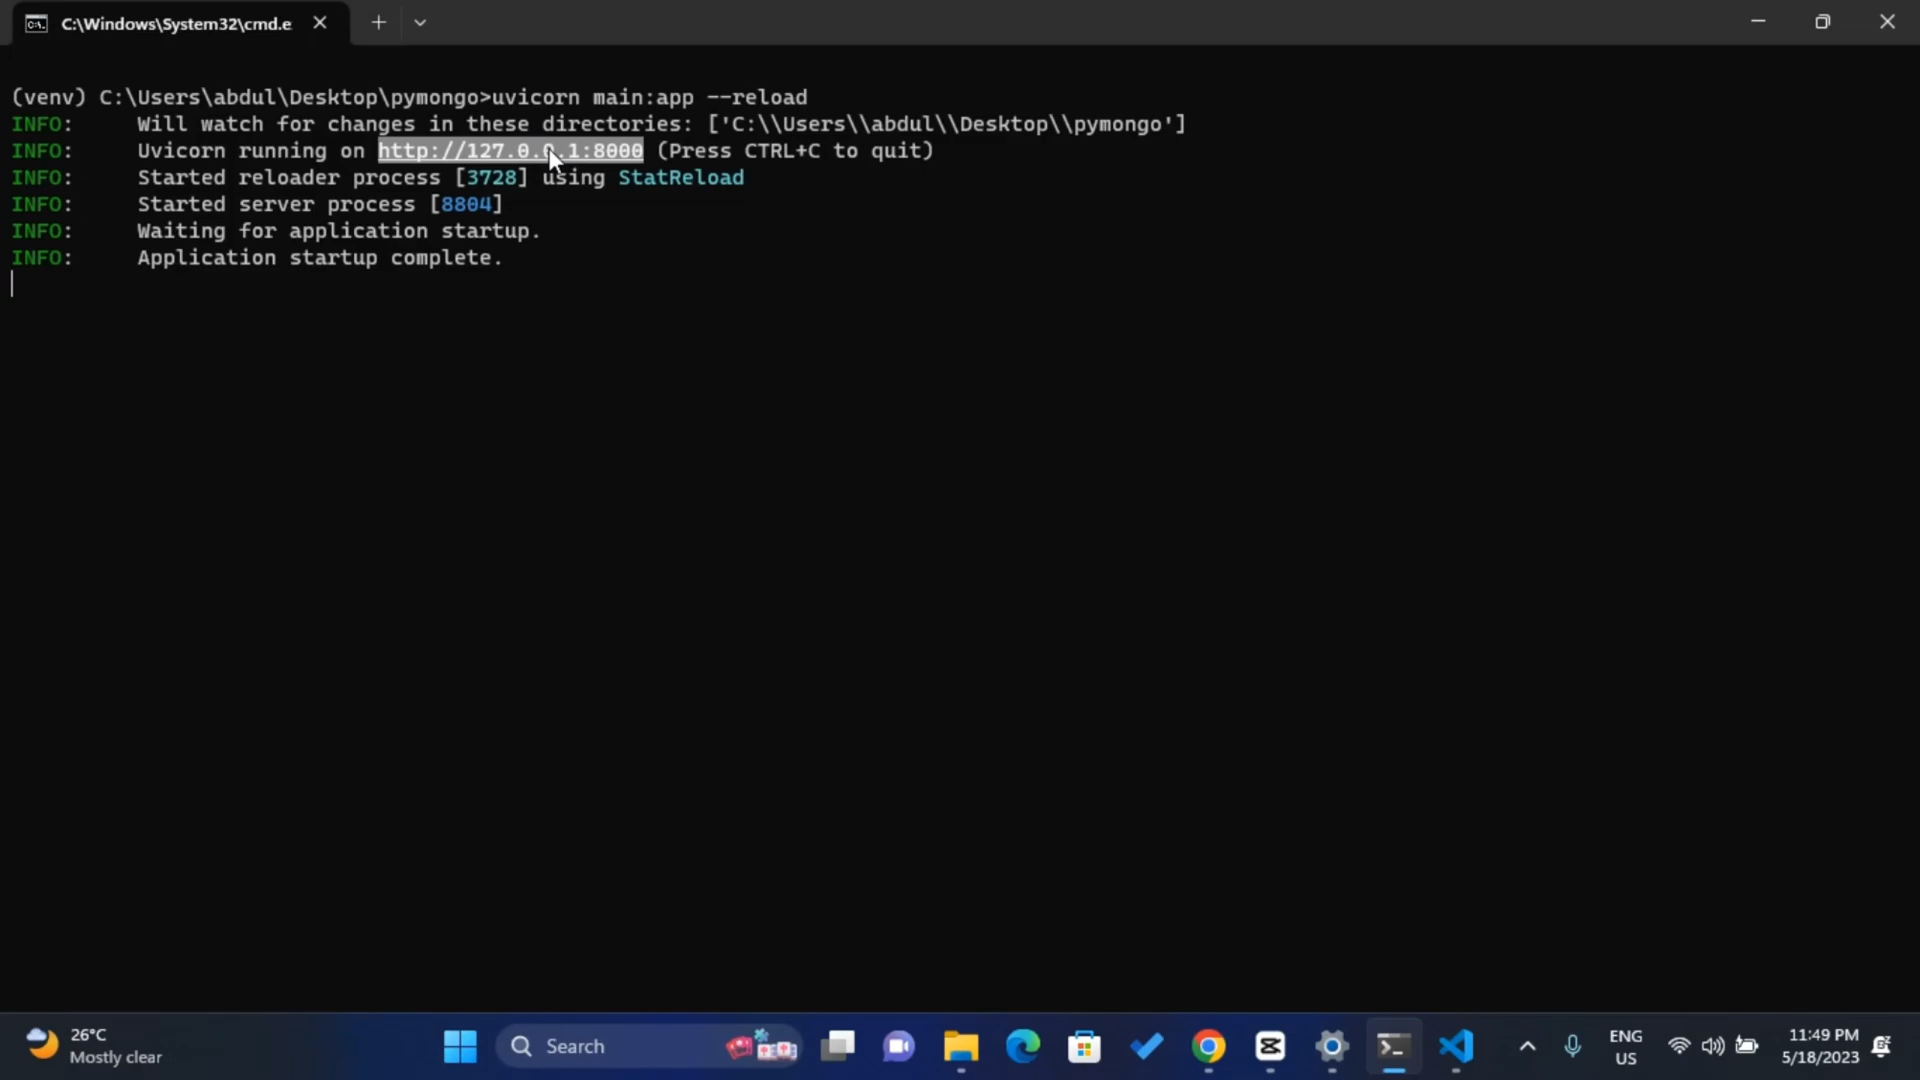 C:\Windows\System32\cmd.e
(venv) C:\Users\abdul\Desktop\pymongo>uvicorn main:app --reload
INFO:     Will watch for changes in these directories: ['C:\\Users\\abdul\\Desktop\\pymongo']
INFO:     Uvicorn running on http://127.0.0.1:8000 (Press CTRL+C to quit)
INFO:     Started reloader process [3728] using StatReload
INFO:     Started server process [8804]
INFO:     Waiting for application startup.
INFO:     Application startup complete.
26°C
Mostly clear
Search
ENG
US
11:49 PM
5/18/2023